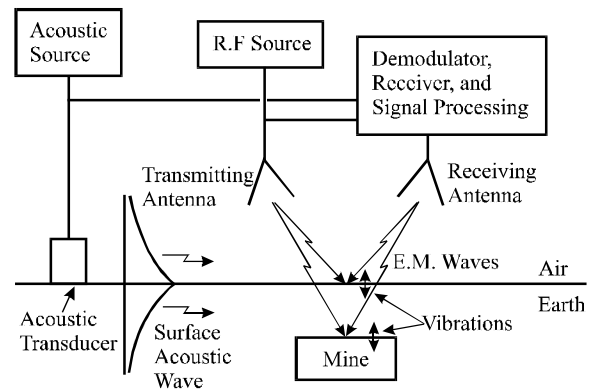 Acoustic
Source
R.F Source
Demodulator,
Receiver, and
Signal Processing
Transmitting
Antenna
Receiving
Antenna
E.M. Waves
Air
Earth
Acoustic
Transducer
Surface
Acoustic
Wave
Vibrations
Mine